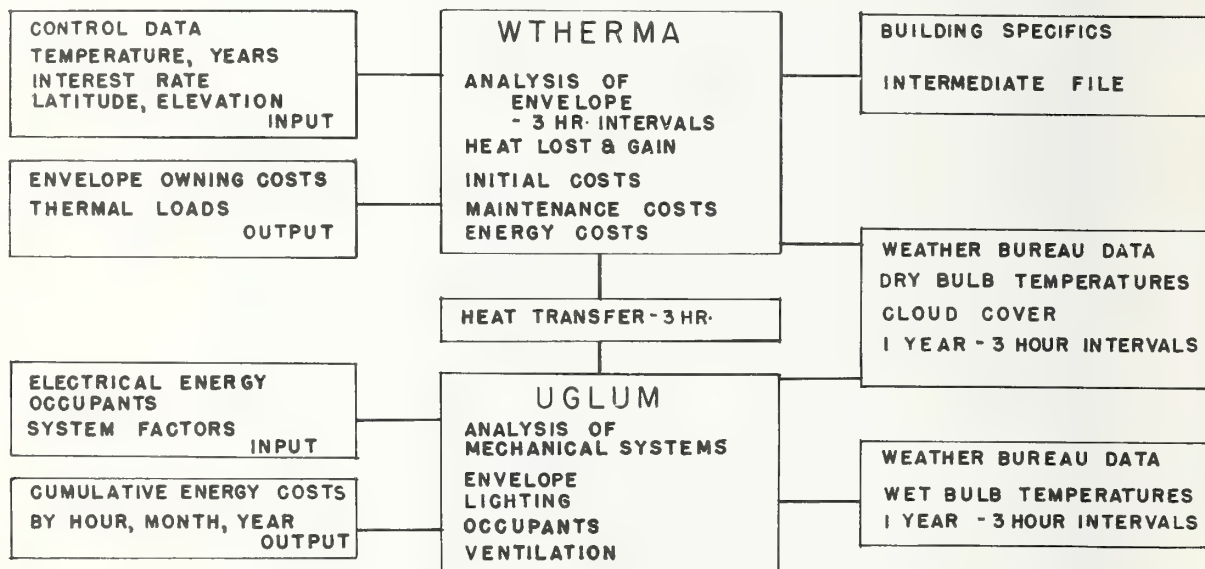 CONTROL DATA
TEMPERATURE, YEARS
INTEREST RATE
LATITUDE, ELEVATION
INPUT
ENVELOPE OWNING COSTS
THERMAL LOADS
OUTPUT
WTHERMA
ANALYSIS OF
ENVELOPE
- 3 HR. INTERVALS
HEAT LOST & GAIN
INITIAL COSTS
MAINTENANCE COSTS
ENERGY COSTS
BUILDING SPECIFICS
INTERMEDIATE FILE
WEATHER BUREAU DATA
DRY BULB TEMPERATURES
CLOUD COVER
1 YEAR - 3 HOUR INTERVALS
HEAT TRANSFER - 3 HR.
ELECTRICAL ENERGY
OCCUPANTS
SYSTEM FACTORS
INPUT
CUMULATIVE ENERGY COSTS
BY HOUR, MONTH, YEAR
OUTPUT
UGLUM
ANALYSIS OF
MECHANICAL SYSTEMS
ENVELOPE
LIGHTING
OCCUPANTS
VENTILATION
WEATHER BUREAU DATA
WET BULB TEMPERATURES
1 YEAR - 3 HOUR INTERVALS